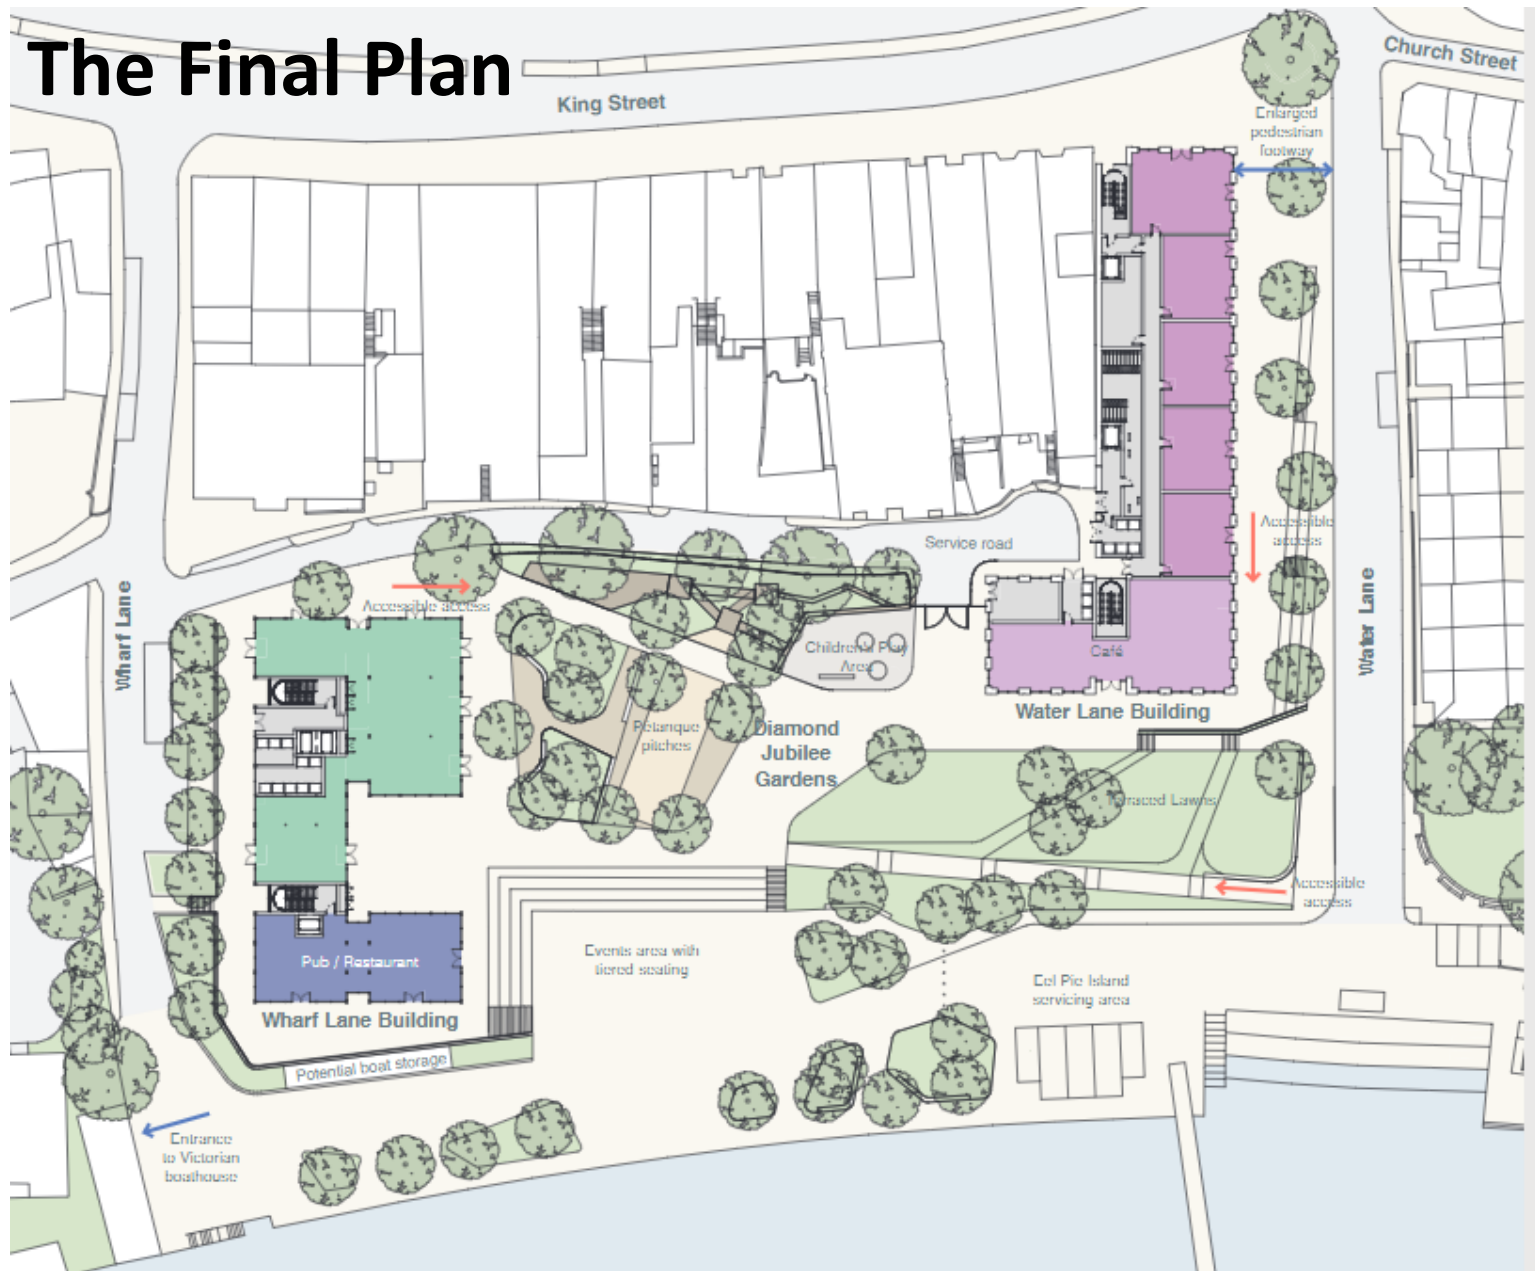 The Final Plan
King Street
Church Street
Enlarged
pedestrian
footway
Service road
Accessible
access
Accessible access
Wharf Lane
Water Lane
Children's Play
Area
Café
Water Lane Building
Petanque
pitches
Diamond
Jubilee
Gardens
Terraced Lawns
Accessible
access
Pub / Restaurant
Events area with
tiered seating
Eel Pie Island
servicing area
Wharf Lane Building
Potential boat storage
Entrance
to Victorian
boathouse